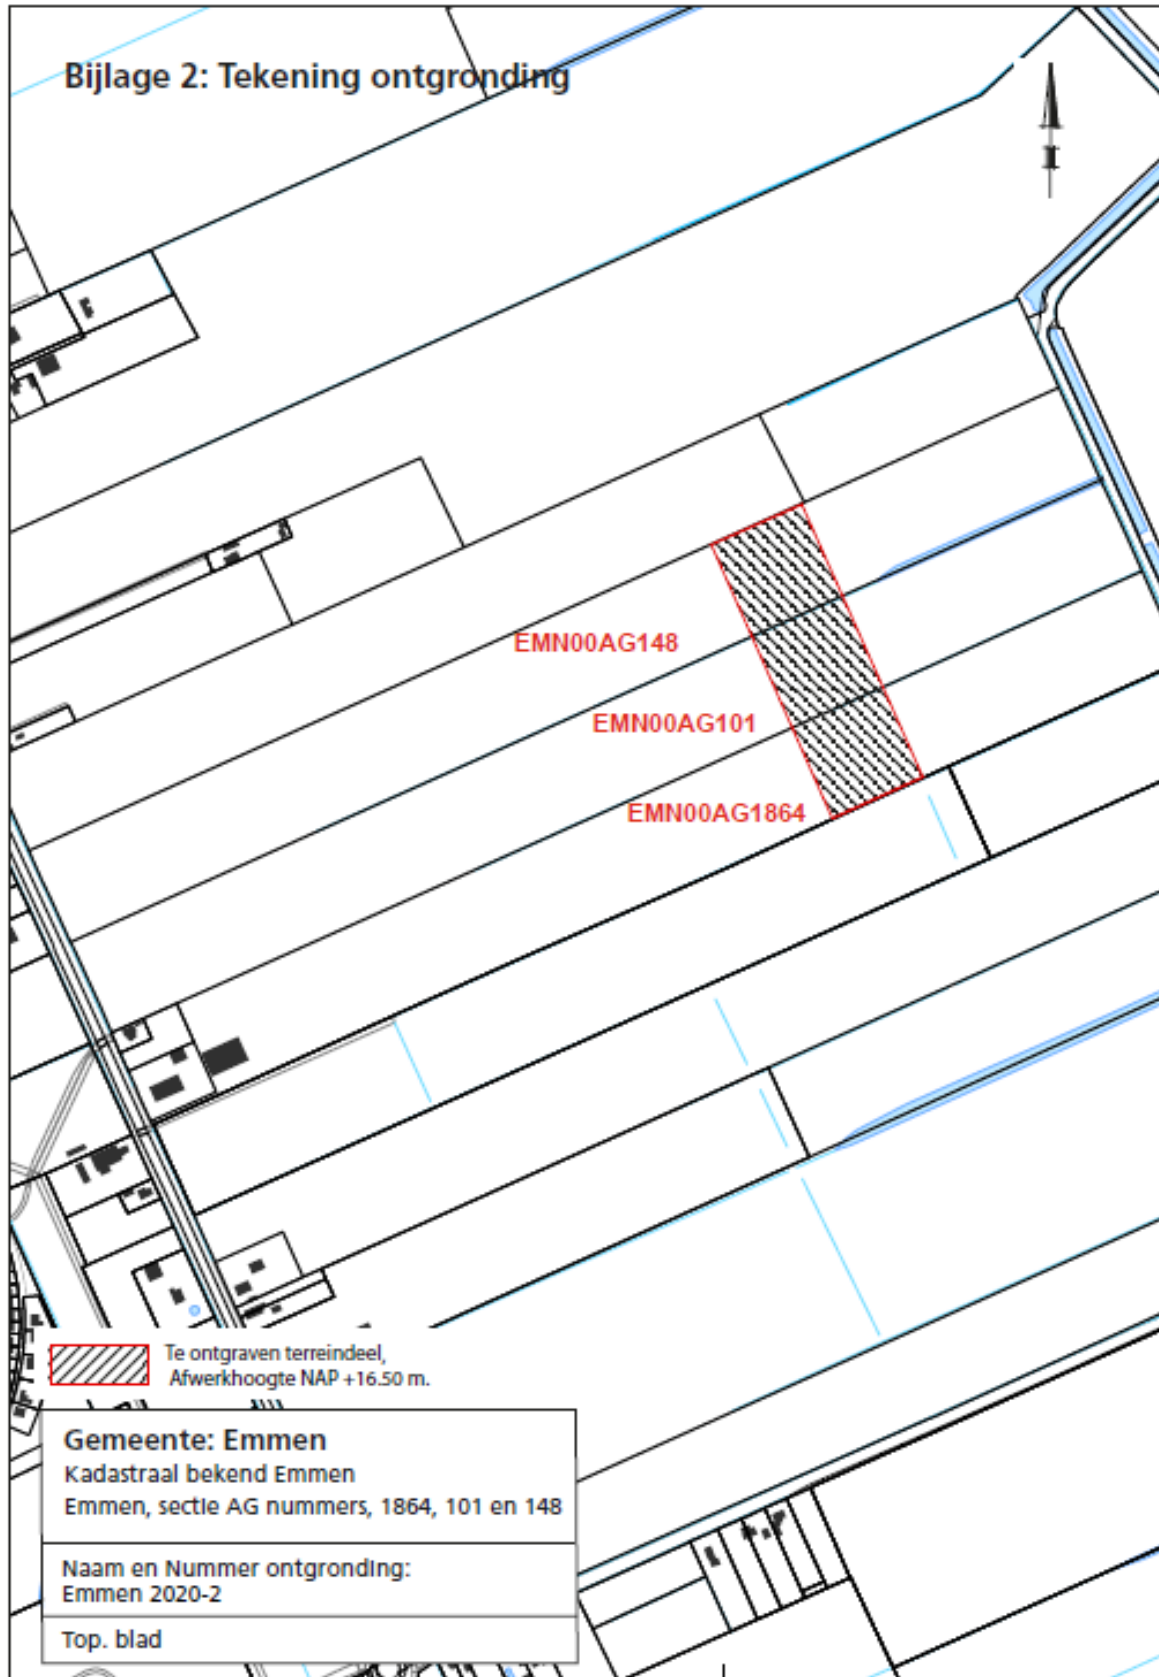 Bijlage 2: Tekening ontgronding
EMN00AG148
EMN00AG101
EMN00AG1864
Te ontgraven terreindeel,
Afwerkhoogte NAP +16.50 m.
Gemeente: Emmen
Kadastraal bekend Emmen
Emmen, sectie AG nummers, 1864, 101 en 148
Naam en Nummer ontgronding:
Emmen 2020-2
Top. blad